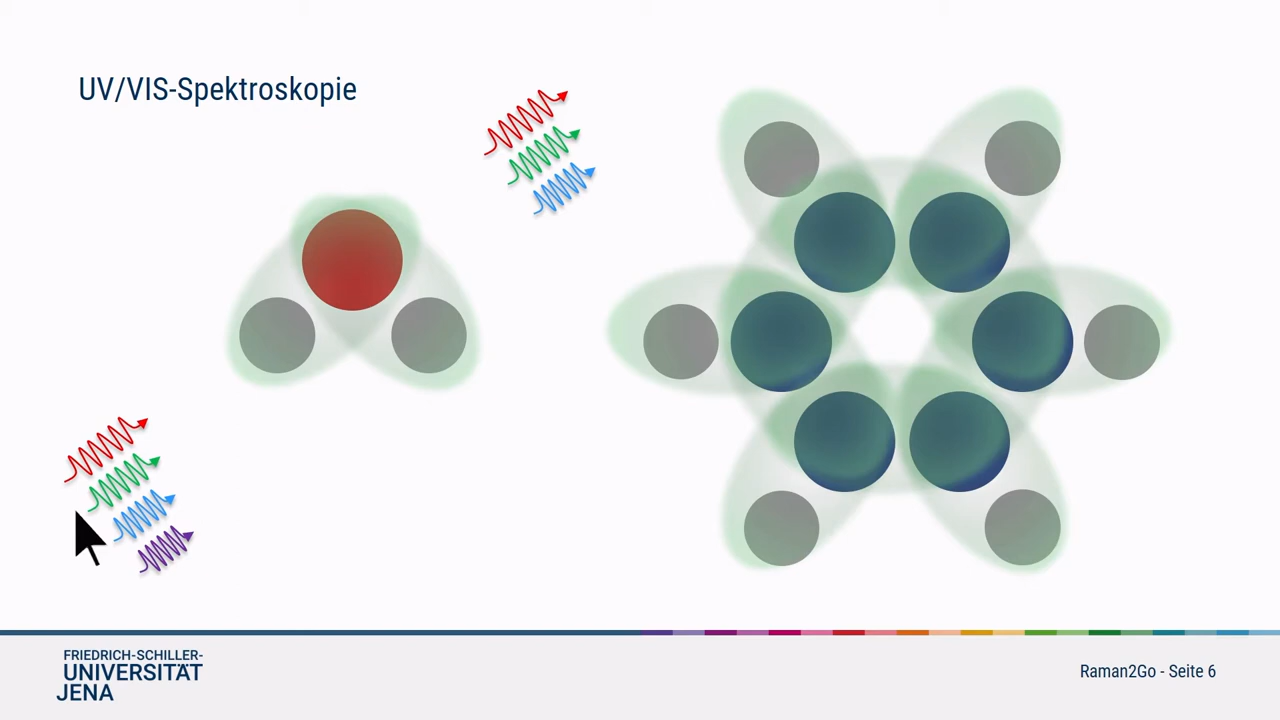 UV/VIS-Spektroskopie
FRIEDRICH-SCHILLER-
UNIVERSITÄT
JENA
Raman2Go - Seite 6